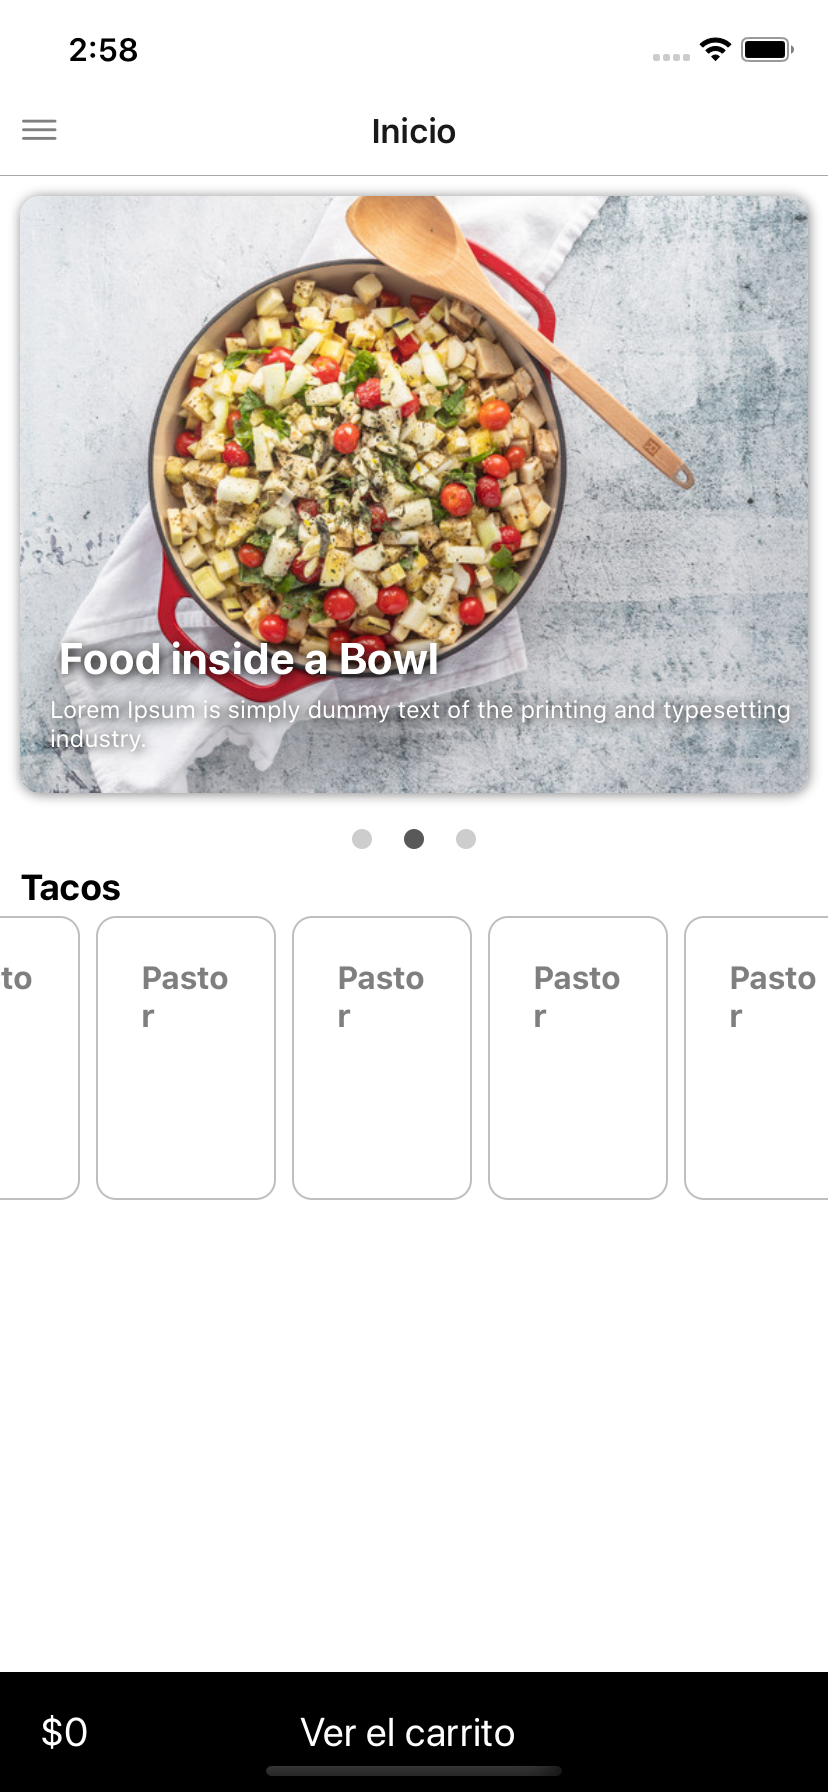 2:58
Inicio
Food inside a Bowl
Lorem Ipsum is simply dummy text of the printing and typesetting
industry.
Tacos
to Pasto Pasto Pasto Pasto
r r r r
$0 Ver el carrito